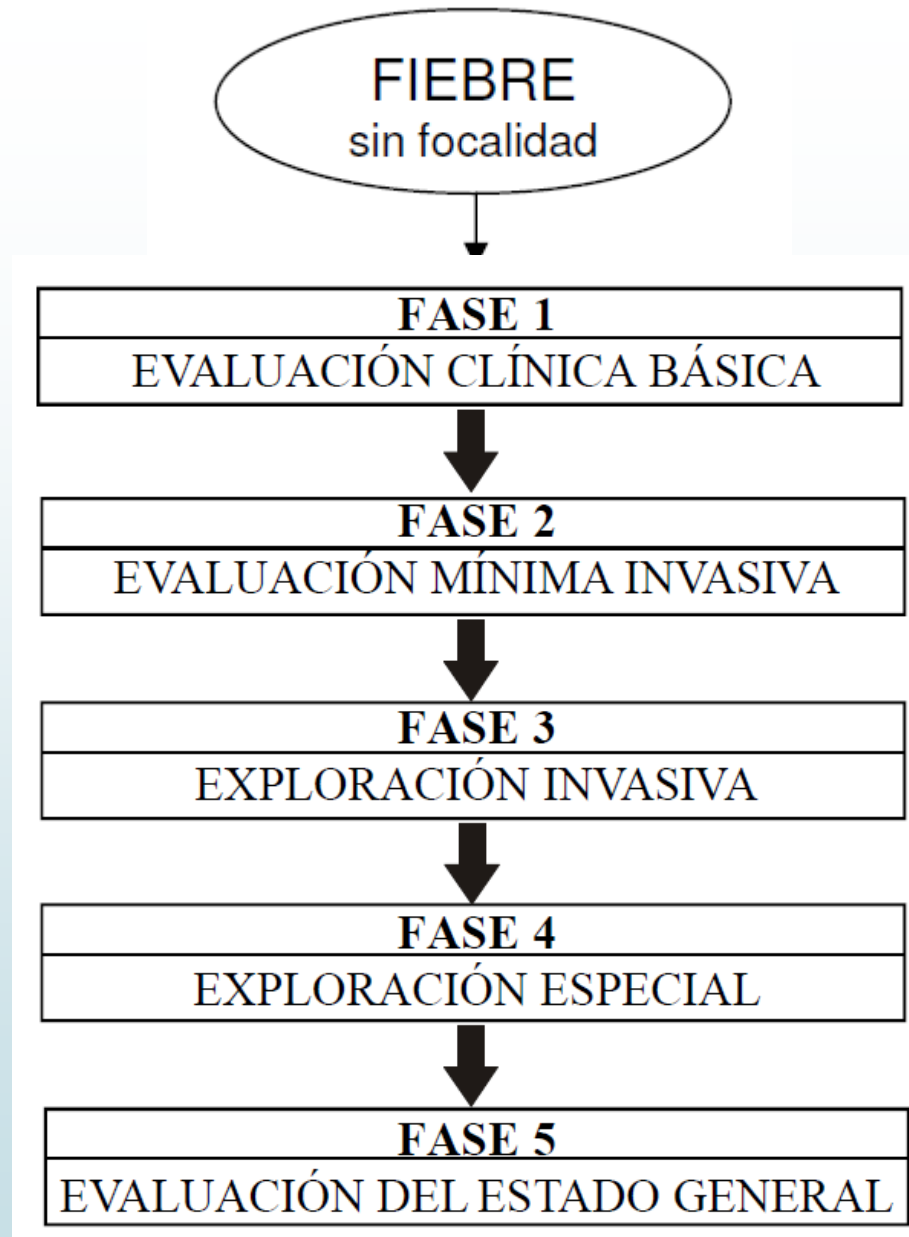 FIEBRE
sin focalidad
FASE 1
EVALUACIÓN CLÍNICA BÁSICA
FASE 2
EVALUACIÓN MÍNIMA INVASIVA
FASE 3
EXPLORACIÓN INVASIVA
FASE 4
EXPLORACIÓN ESPECIAL
FASE 5
EVALUACIÓN DEL ESTADO GENERAL